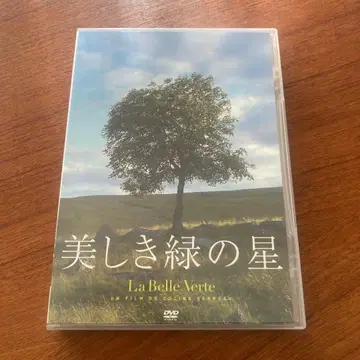 美しき緑の星
La Belle Verte
UN FILM DE COLINE SERREAU
DVD